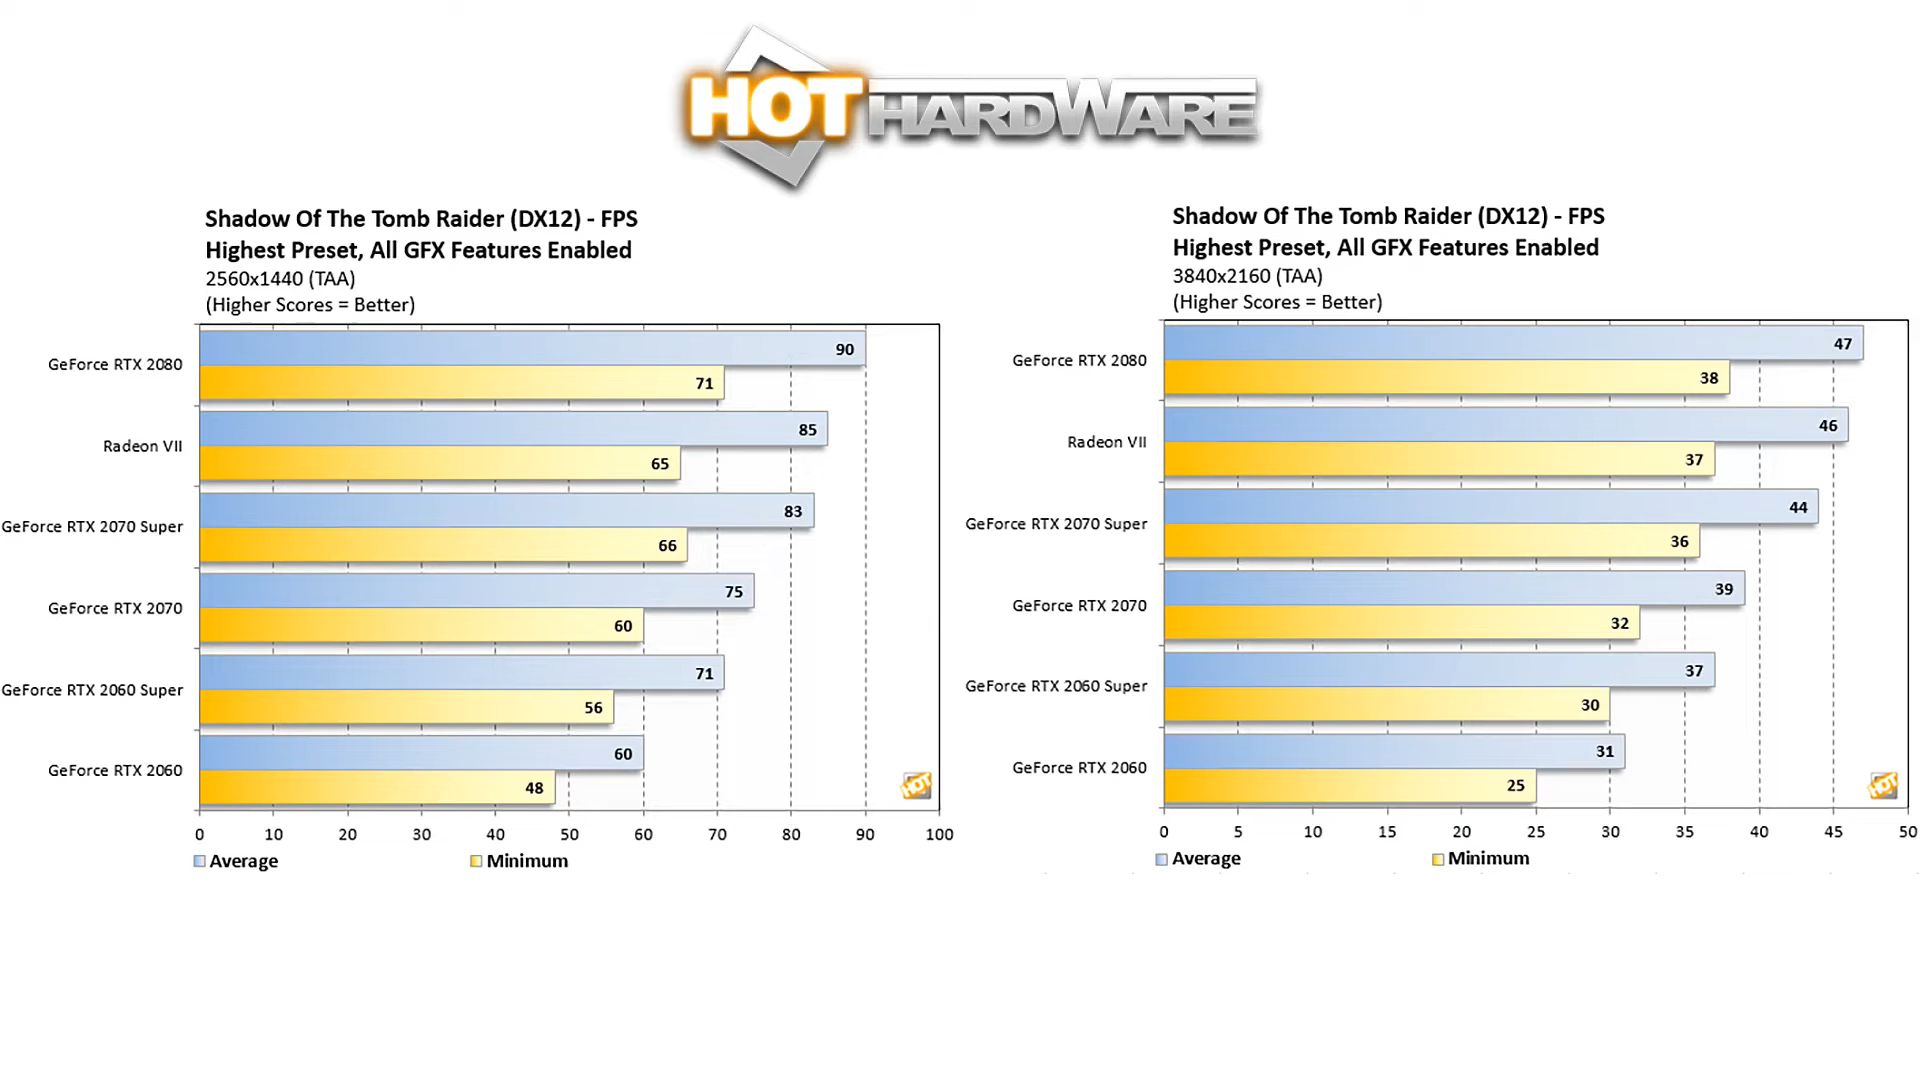 HOTHARDWARE
Shadow Of The Tomb Raider (DX12) - FPS
Highest Preset, All GFX Features Enabled
2560x1440 (TAA)
(Higher Scores = Better)
GeForce RTX 2080
90
71
Radeon VII
85
65
GeForce RTX 2070 Super
83
66
GeForce RTX 2070
75
60
GeForce RTX 2060 Super
71
56
GeForce RTX 2060
60
48
HOT
0 10 20 30 40 50 60 70 80 90 100
Average Minimum
Shadow Of The Tomb Raider (DX12) - FPS
Highest Preset, All GFX Features Enabled
3840x2160 (TAA)
(Higher Scores = Better)
GeForce RTX 2080
47
38
Radeon VII
46
37
GeForce RTX 2070 Super
44
36
GeForce RTX 2070
39
32
GeForce RTX 2060 Super
37
30
GeForce RTX 2060
31
25
HOT
0 5 10 15 20 25 30 35 40 45 50
Average Minimum